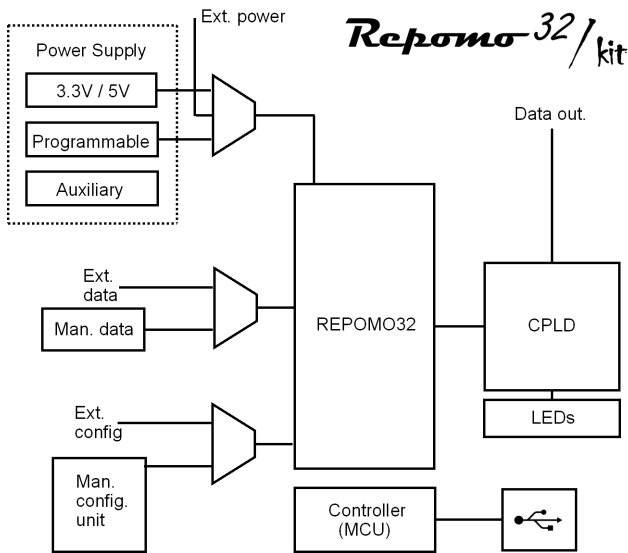 Ext. power
Repomo 32/kit
Power Supply
3.3V / 5V
Programmable
Auxiliary
Data out.
Ext.
data
Man. data
REPOMO32
CPLD
LEDs
Ext.
config
Man.
config.
unit
Controller
(MCU)